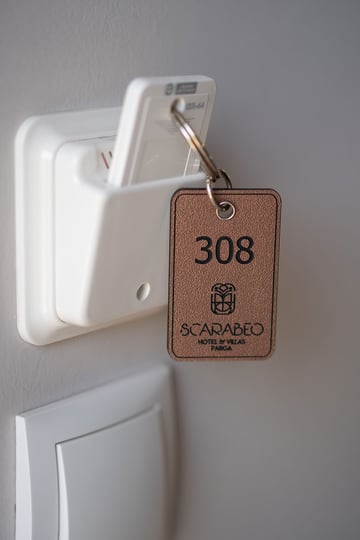 308
SCARABEO
HOTEL & VILLAS
PARGA